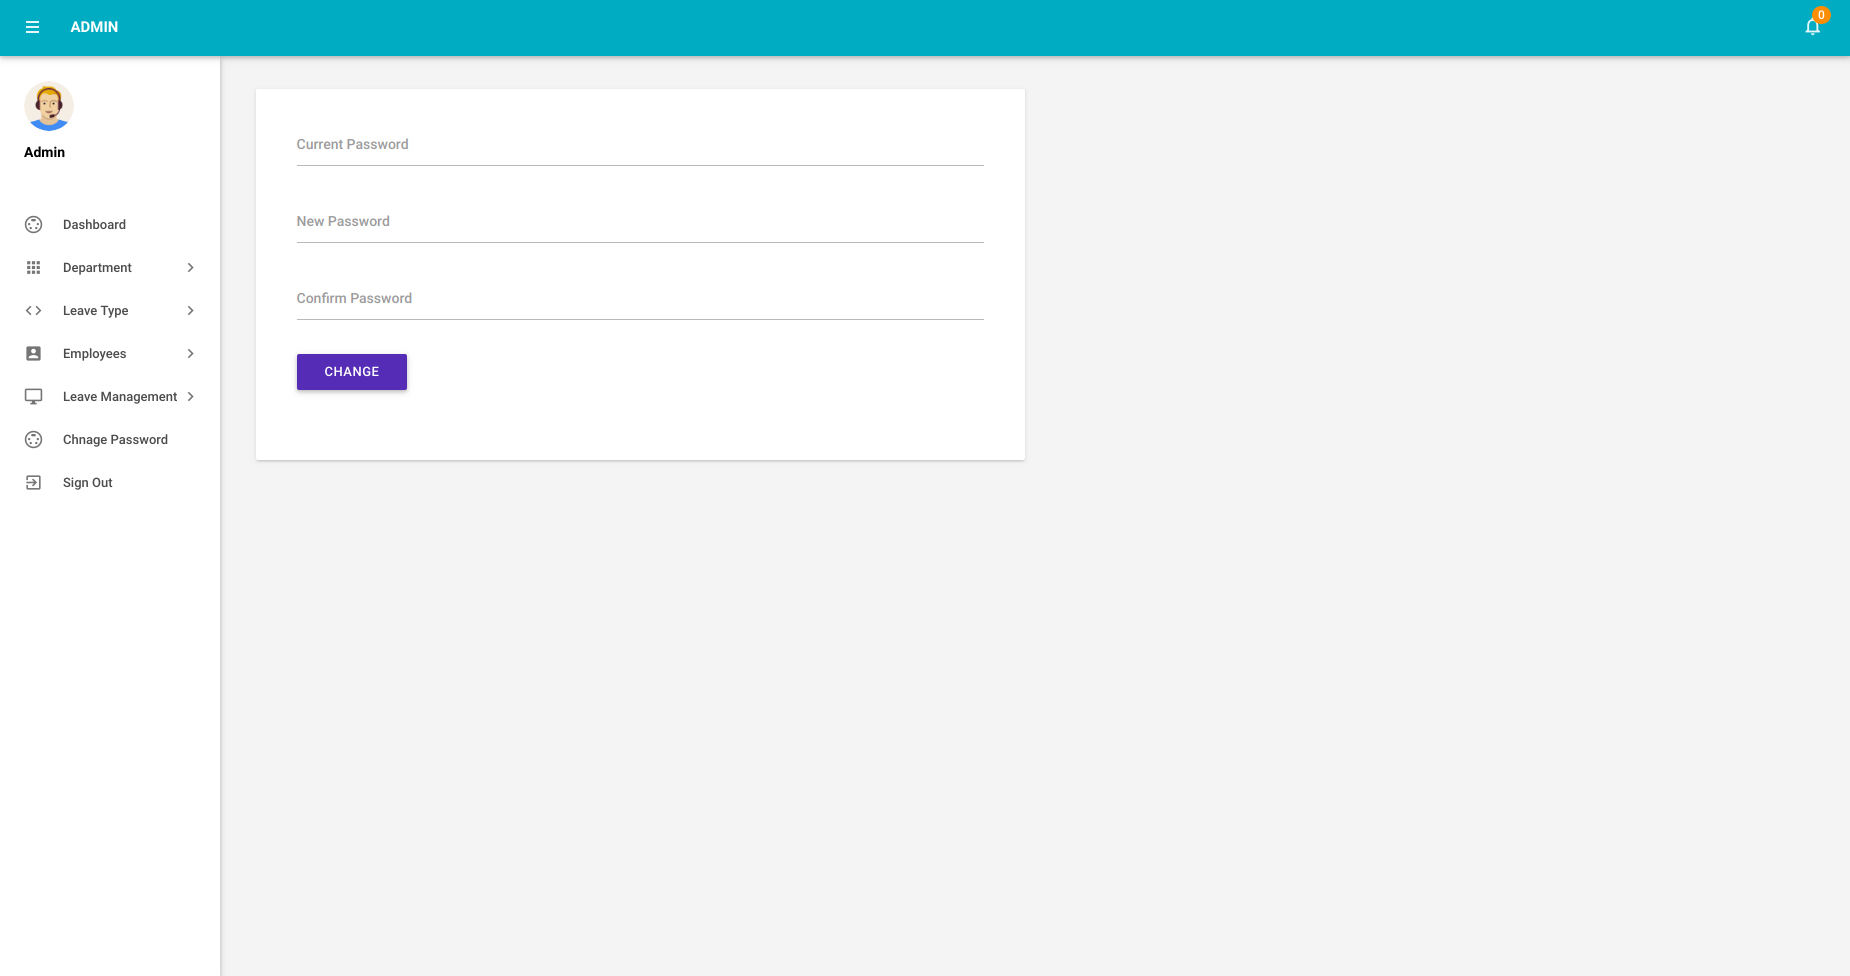 ADMIN
0
Admin
Dashboard
Department
Leave Type
Employees
Leave Management
Chnage Password
Sign Out
Current Password
New Password
Confirm Password
CHANGE